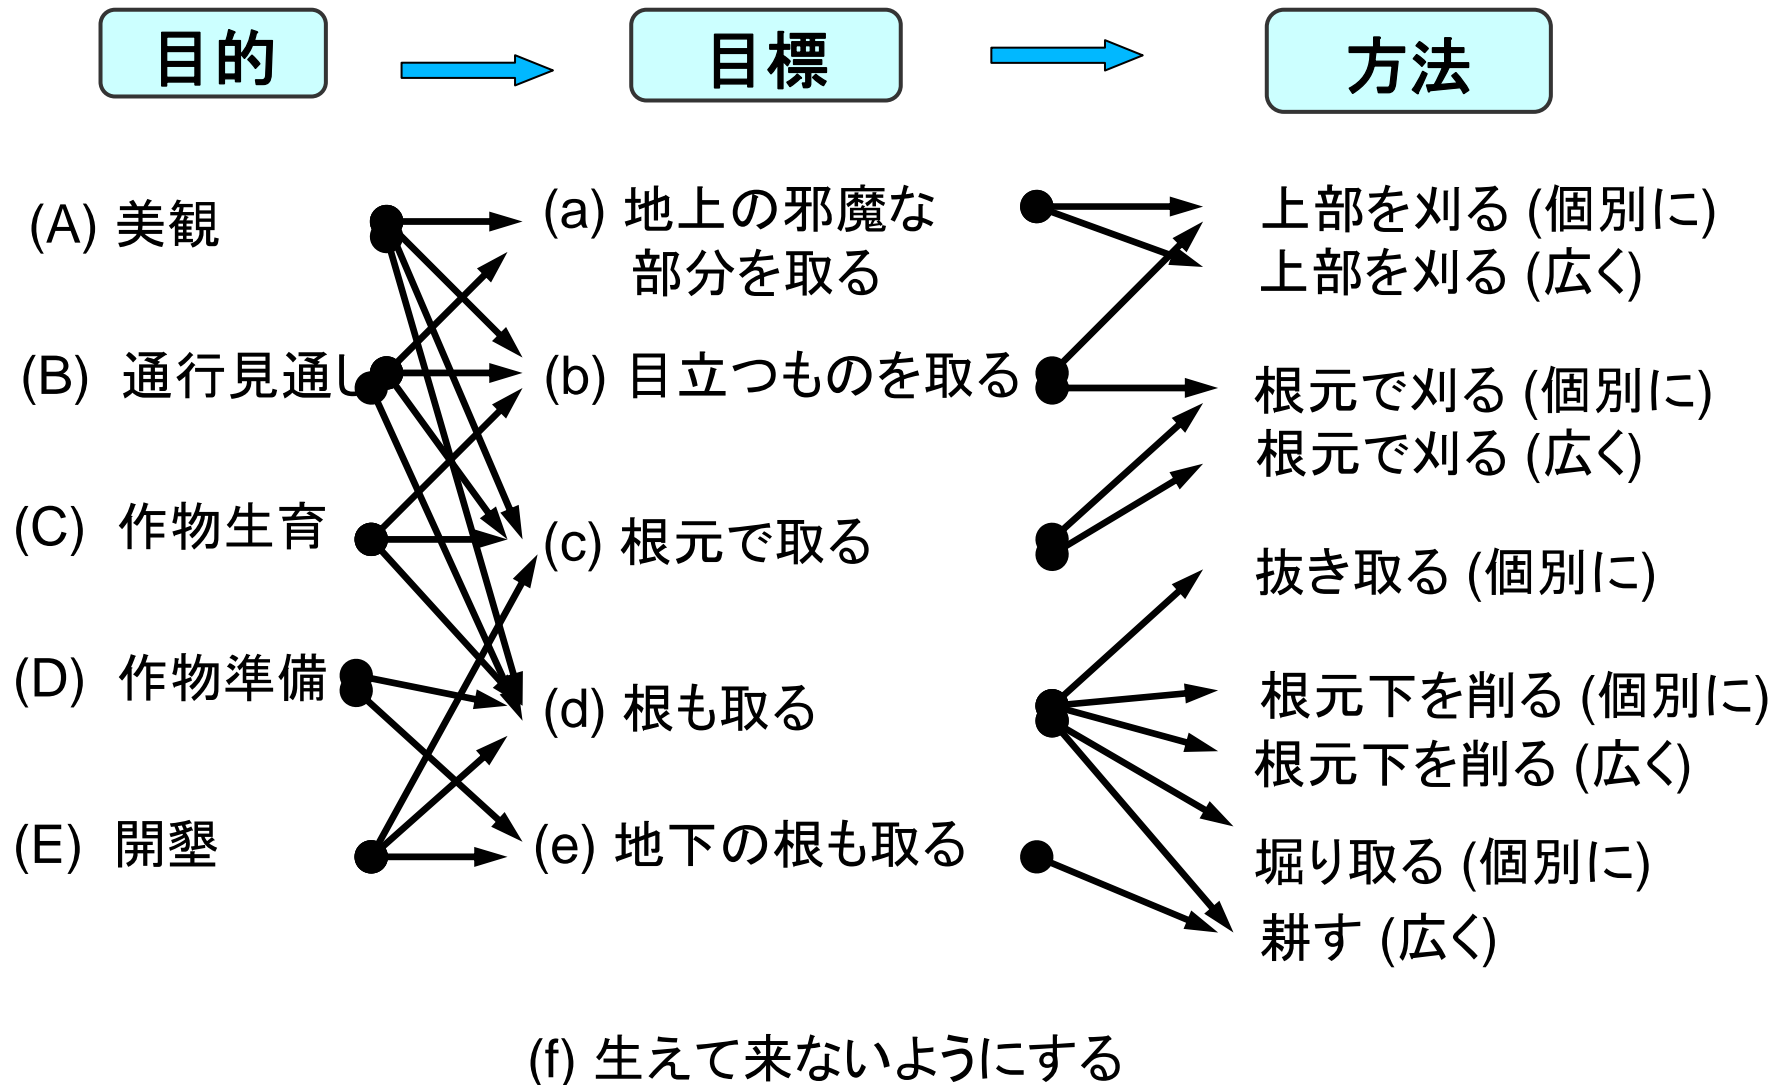 目的
目標
方法
(A) 美観
(B) 通行見通し
(C) 作物生育
(D) 作物準備
(E) 開墾
(a) 地上の邪魔な
部分を取る
(b) 目立つものを取る
(c) 根元で取る
(d) 根も取る
(e) 地下の根も取る
(f) 生えて来ないようにする
上部を刈る (個別に)
上部を刈る (広く)
根元で刈る (個別に)
根元で刈る (広く)
抜き取る (個別に)
根元下を削る (個別に)
根元下を削る (広く)
堀り取る (個別に)
耕す (広く)